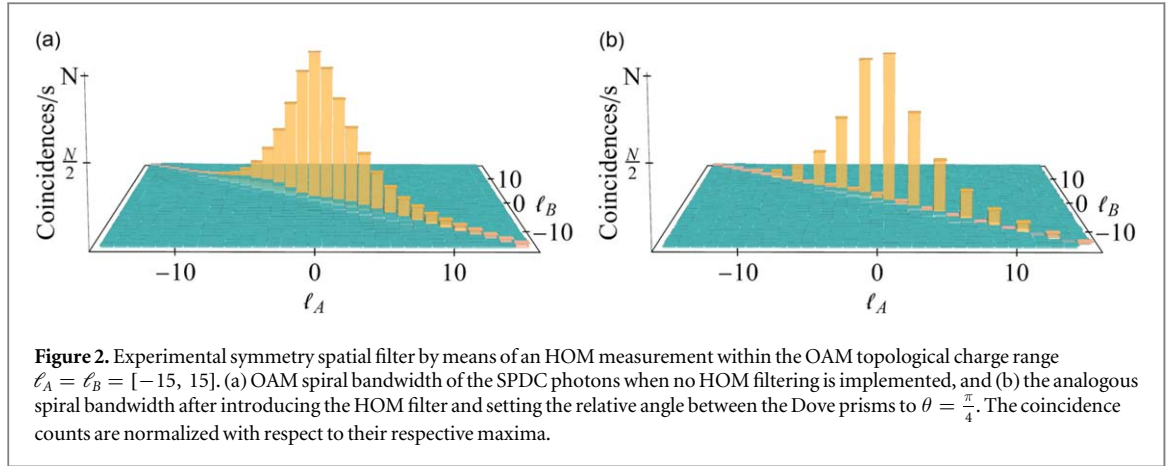 (a)
N
N/2
Coincidences/s
10
0
−10
ℓ_B
−10
0
10
ℓ_A
(b)
N
N/2
Coincidences/s
10
0
−10
ℓ_B
−10
0
10
ℓ_A
Figure 2. Experimental symmetry spatial filter by means of an HOM measurement within the OAM topological charge range
ℓ_A = ℓ_B = [−15, 15]. (a) OAM spiral bandwidth of the SPDC photons when no HOM filtering is implemented, and (b) the analogous
spiral bandwidth after introducing the HOM filter and setting the relative angle between the Dove prisms to θ = π/4. The coincidence
counts are normalized with respect to their respective maxima.